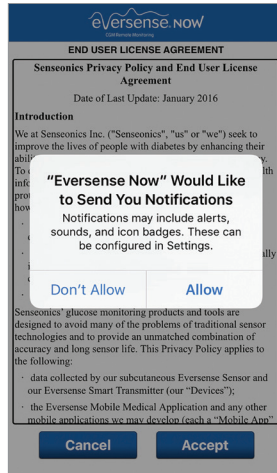 eversense. NOW
CGM Remote Monitoring
END USER LICENSE AGREEMENT
Senseonics Privacy Policy and End User License
Agreement
Date of Last Update: January 2016
Introduction
We at Senseonics Inc. ("Senseonics", "us" or "we") seek to
improve the lives of people with diabetes by enhancing their
"Eversense Now" Would Like
to Send You Notifications
Notifications may include alerts,
sounds, and icon badges. These can
be configured in Settings.
Don't Allow
Allow
Senseonics' glucose monitoring products and tools are
designed to avoid many of the problems of traditional sensor
technologies and to provide an unmatched combination of
accuracy and long sensor life. This Privacy Policy applies to
the following:
· data collected by our subcutaneous Eversense Sensor and
our Eversense Smart Transmitter (our "Devices");
· the Eversense Mobile Medical Application and any other
mobile applications we may develop (each a "Mobile App"
Cancel
Accept